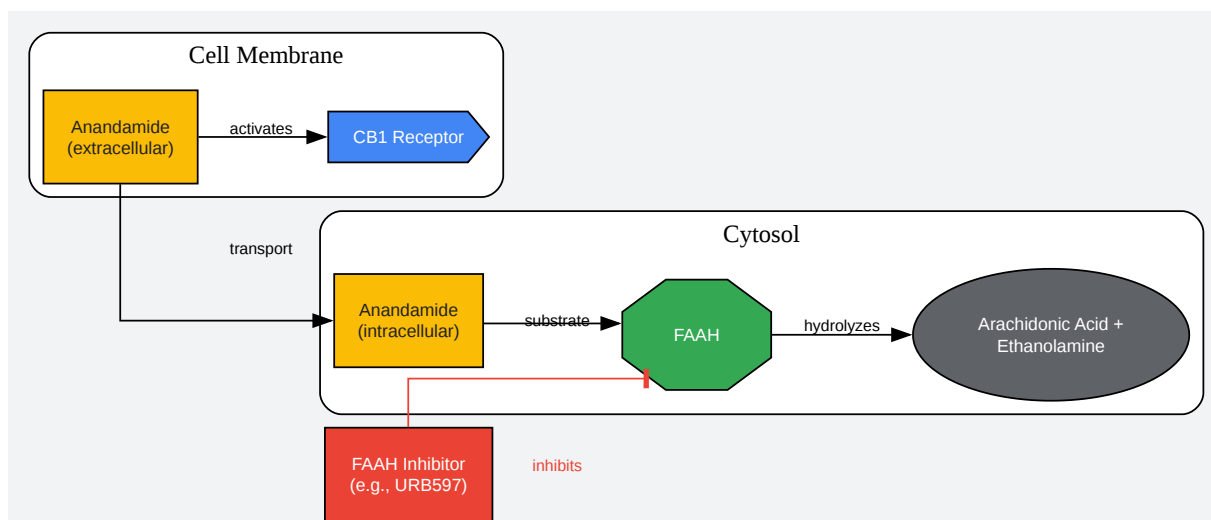 Cell Membrane
Anandamide
(extracellular)
activates
CB1 Receptor
transport
Cytosol
Anandamide
(intracellular)
substrate
FAAH
hydrolyzes
Arachidonic Acid +
Ethanolamine
FAAH Inhibitor
(e.g., URB597)
inhibits